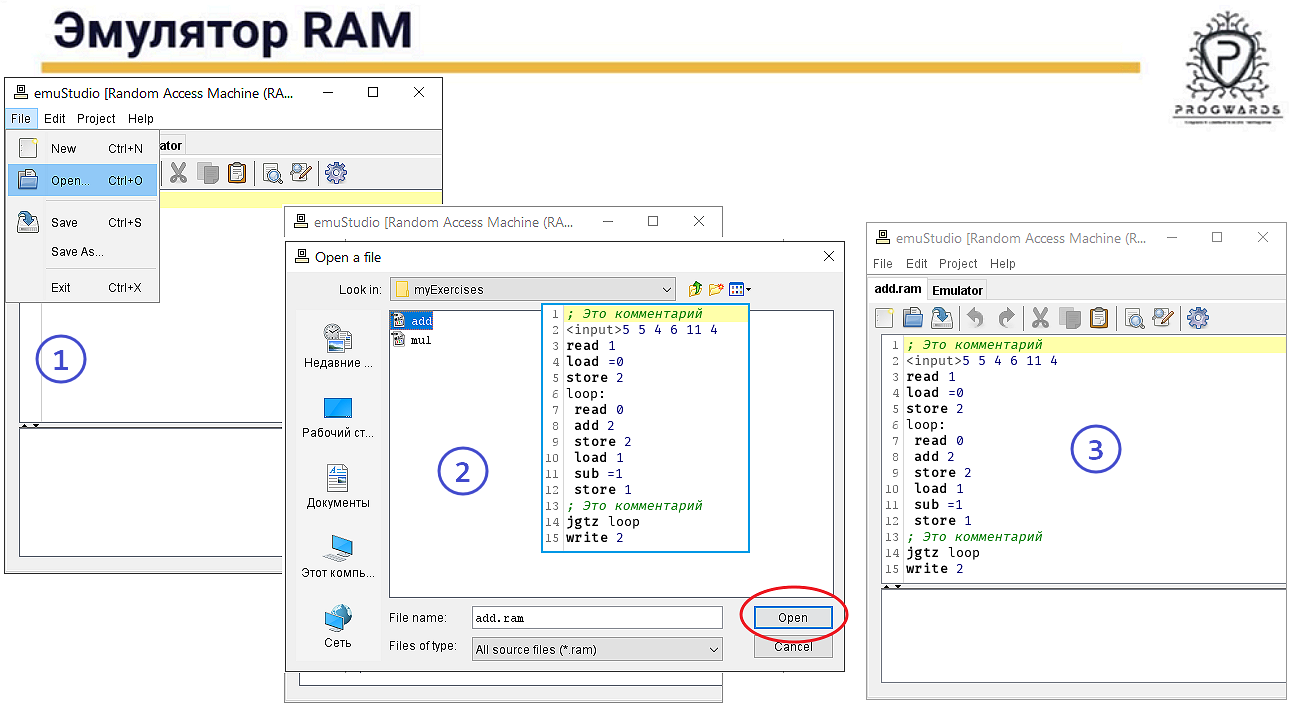 Эмулятор RAM
PROGWARDS
emuStudio [Random Access Machine (RA...
File Edit Project Help
New Ctrl+N
Open... Ctrl+O
Save Ctrl+S
Save As...
Exit Ctrl+X
ator
1
emuStudio [Random Access Machine (RA...
Open a file
Look in: myExercises
Недавние ...
Рабочий ст...
Документы
Этот компь...
Сеть
add
mul
1 ; Это комментарий
2 <input>5 5 4 6 11 4
3 read 1
4 load =0
5 store 2
6 loop:
7 read 0
8 add 2
9 store 2
10 load 1
11 sub =1
12 store 1
13 ; Это комментарий
14 jgtz loop
15 write 2
2
File name: add.ram
Open
Files of type: All source files (*.ram)
Cancel
emuStudio [Random Access Machine (R...
File Edit Project Help
add.ram Emulator
1 ; Это комментарий
2 <input>5 5 4 6 11 4
3 read 1
4 load =0
5 store 2
6 loop:
7 read 0
8 add 2
9 store 2
10 load 1
11 sub =1
12 store 1
13 ; Это комментарий
14 jgtz loop
15 write 2
3